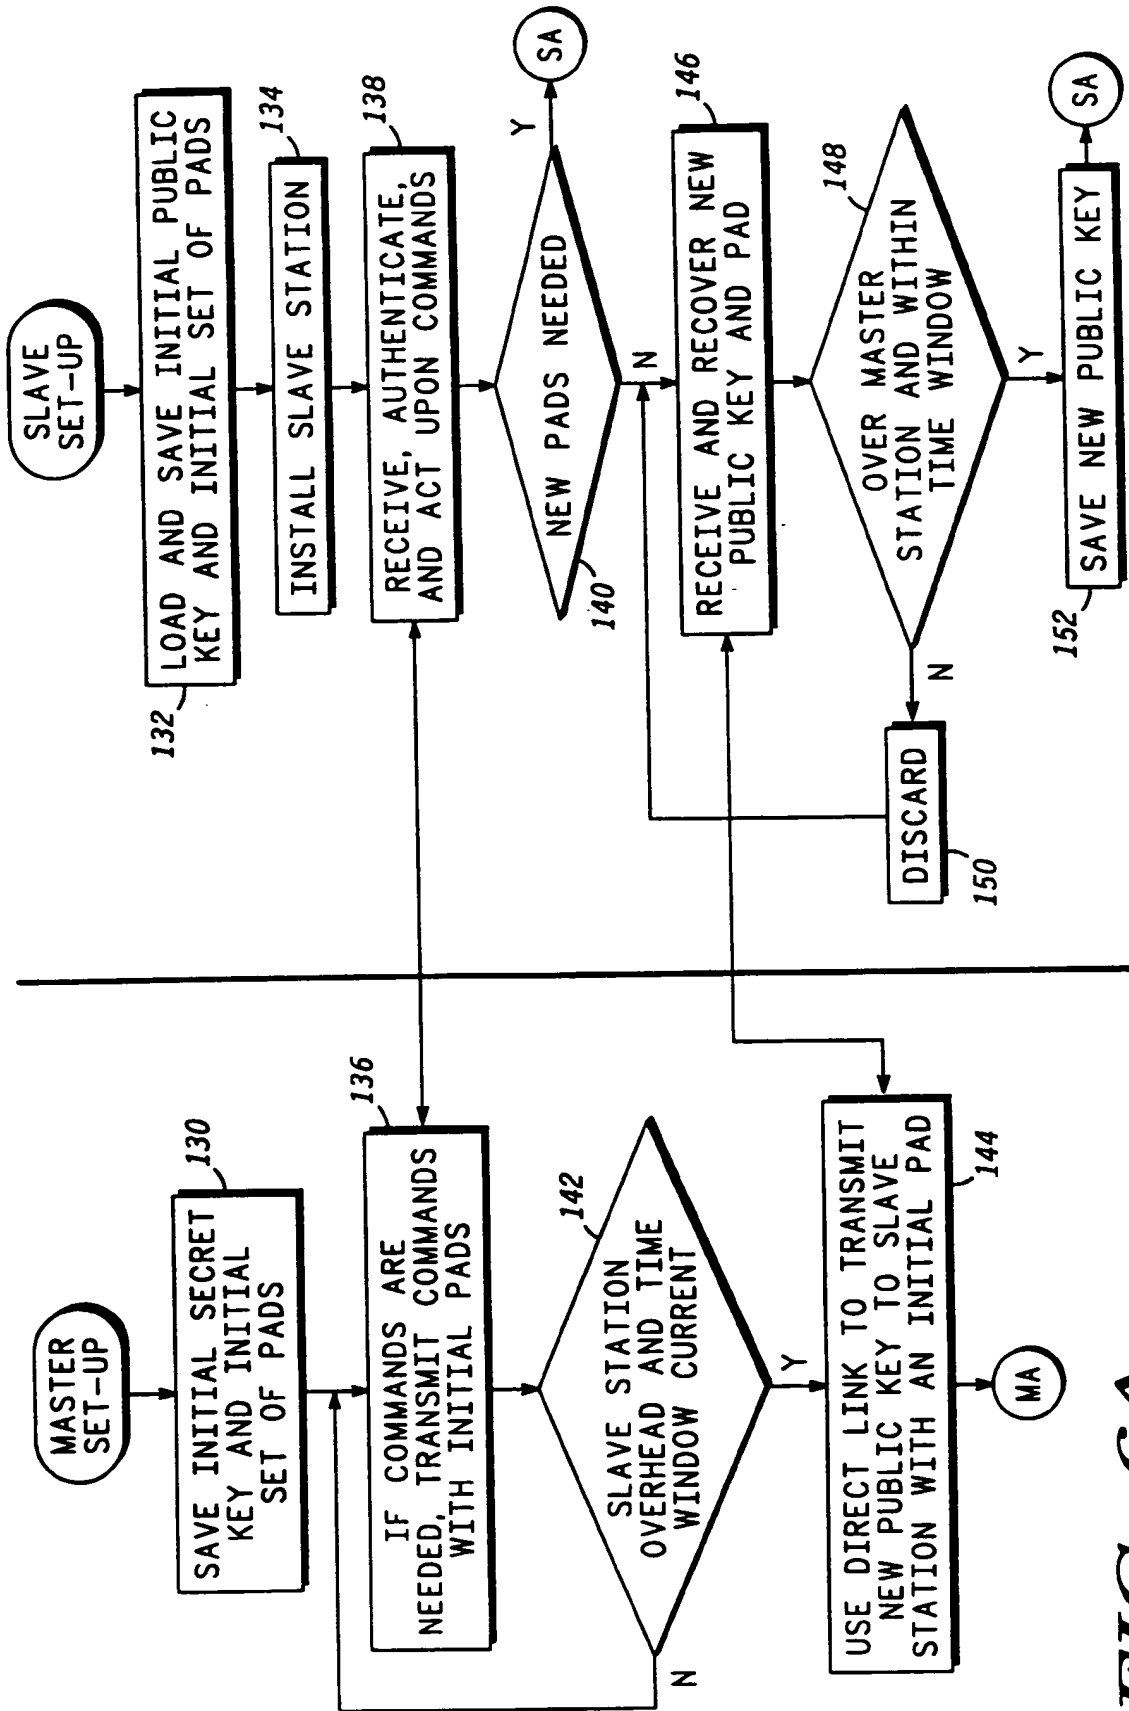 MASTER
SET-UP
130
SAVE INITIAL SECRET
KEY AND INITIAL
SET OF PADS
136
IF COMMANDS ARE
NEEDED, TRANSMIT COMMANDS
WITH INITIAL PADS
142
SLAVE STATION
OVERHEAD AND TIME
WINDOW CURRENT
N
Y
USE DIRECT LINK TO TRANSMIT
NEW PUBLIC KEY TO SLAVE
STATION WITH AN INITIAL PAD
144
MA
SLAVE
SET-UP
LOAD AND SAVE INITIAL PUBLIC
KEY AND INITIAL SET OF PADS
132
134
INSTALL SLAVE STATION
138
RECEIVE, AUTHENTICATE,
AND ACT UPON COMMANDS
NEW PADS NEEDED
140
Y
SA
N
146
RECEIVE AND RECOVER NEW
PUBLIC KEY AND PAD
148
OVER MASTER
STATION AND WITHIN
TIME WINDOW
N
DISCARD
150
Y
152
SAVE NEW PUBLIC KEY
SA